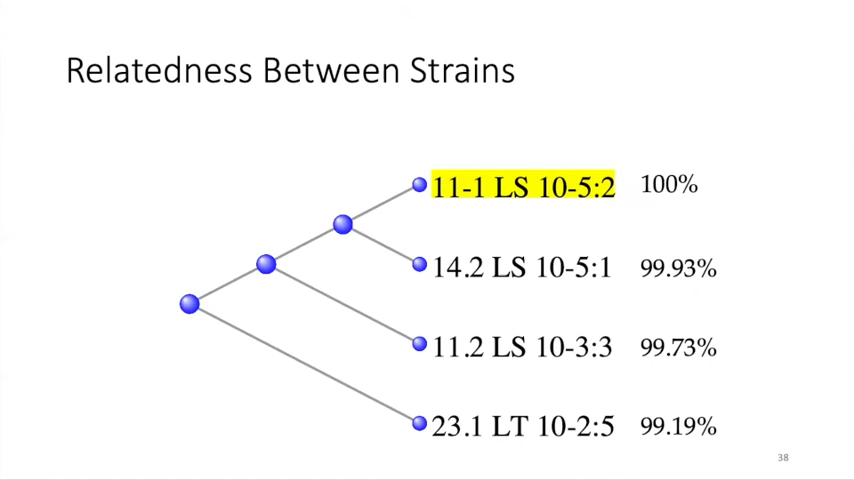 Relatedness Between Strains
11-1 LS 10-5:2 100%
14.2 LS 10-5:1 99.93%
11.2 LS 10-3:3 99.73%
23.1 LT 10-2:5 99.19%
38